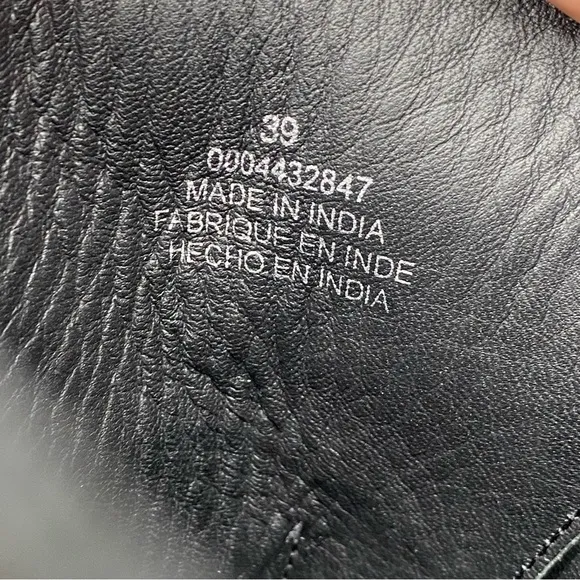 39
0004432847
MADE IN INDIA
FABRIQUE EN INDE
HECHO EN INDIA